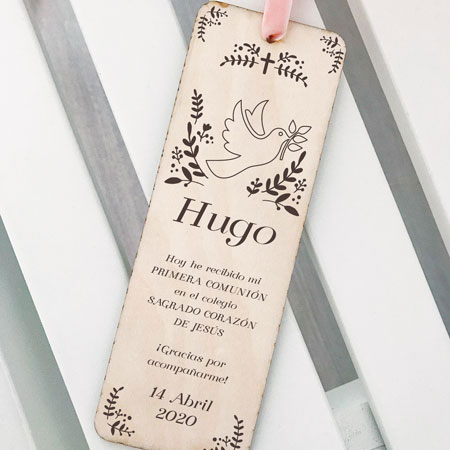 Hugo
Hoy he recibido mi
PRIMERA COMUNIÓN
en el colegio
SAGRADO CORAZÓN
DE JESÚS
¡Gracias por
acompañarme!
14 Abril
2020